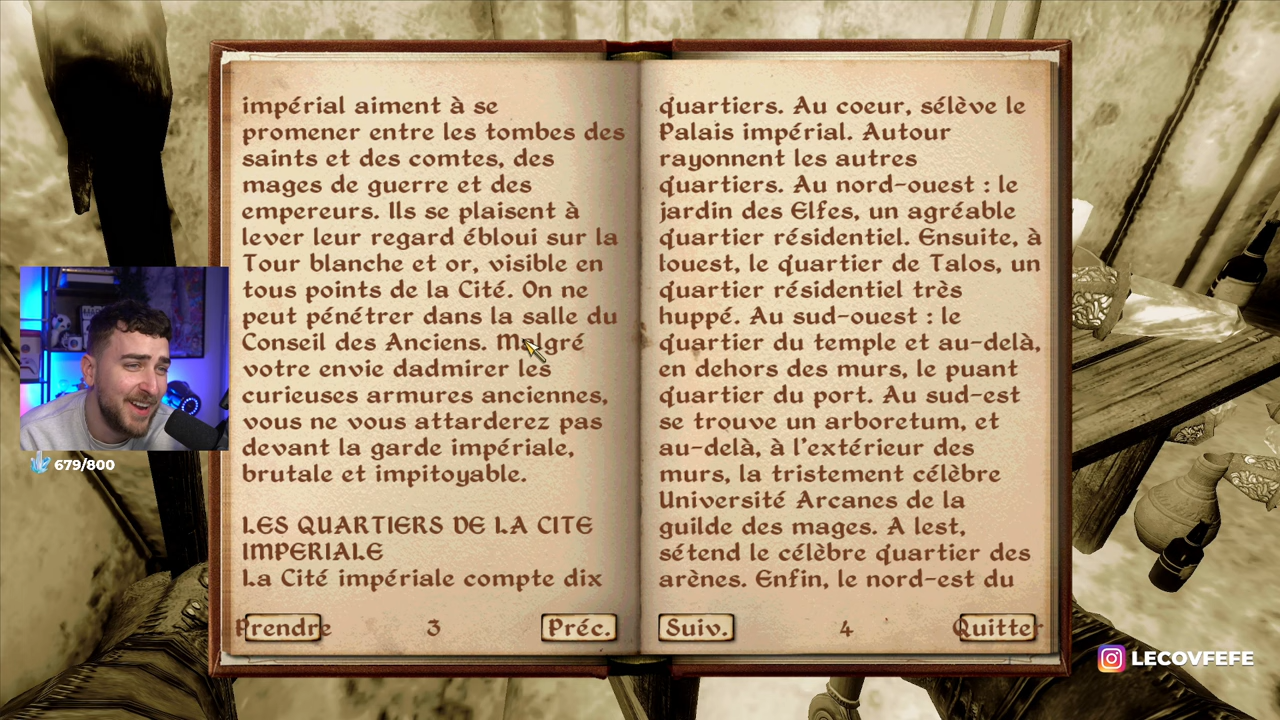 impérial aiment à se
promener entre les tombes des
saints et des comtes, des
mages de guerre et des
empereurs. Ils se plaisent à
lever leur regard ébloui sur la
Tour blanche et or, visible en
tous points de la Cité. On ne
peut pénétrer dans la salle du
Conseil des Anciens. Malgré
votre envie dadmirer les
curieuses armures anciennes,
vous ne vous attarderez pas
devant la garde impériale,
brutale et impitoyable.
LES QUARTIERS DE LA CITE
IMPERIALE
La Cité impériale compte dix
Prendre
3
Préc.
quartiers. Au coeur, sélève le
Palais impérial. Autour
rayonnent les autres
quartiers. Au nord-ouest : le
jardin des Elfes, un agréable
quartier résidentiel. Ensuite, à
louest, le quartier de Talos, un
quartier résidentiel très
huppé. Au sud-ouest : le
quartier du temple et au-delà,
en dehors des murs, le puant
quartier du port. Au sud-est
se trouve un arboretum, et
au-delà, à l'extérieur des
murs, la tristement célèbre
Université Arcanes de la
guilde des mages. A lest,
sétend le célèbre quartier des
arènes. Enfin, le nord-est du
Suiv.
4
Quitter
679/800
LECOVFEFE